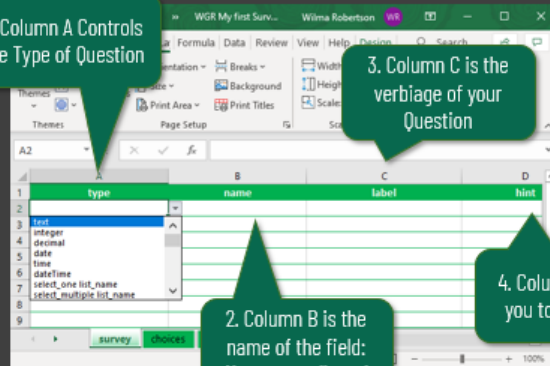 WGR My first Surv... Wilma Robertson WR
Column A Controls
e Type of Question
Formula Data Review View Help Design Search
Breaks Width
Background Heigh
Themes Print Area Print Titles Scale:
Themes Page Setup
3. Column C is the
verbiage of your
Question
A2 fx
A B C D
1 type name label hint
2
3 text
4 integer
decimal
5 date
time
6 dateTime
7 select_one list_name
select_multiple list_name
8
9
2. Column B is the
name of the field:
4. Colu
you to
survey choices
100%